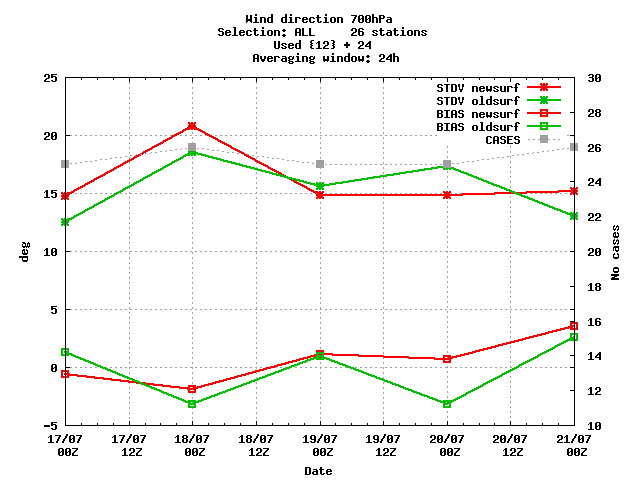 Wind direction 700hPa
Selection: ALL 26 stations
Used {12} + 24
Averaging window: 24h
STDV newsurf
STDV oldsurf
BIAS newsurf
BIAS oldsurf
CASES
25
20
15
10
5
0
-5
deg
30
28
26
24
22
20
18
16
14
12
10
No cases
17/07 17/07 18/07 18/07 19/07 19/07 20/07 20/07 21/07
00Z 12Z 00Z 12Z 00Z 12Z 00Z 12Z 00Z
Date